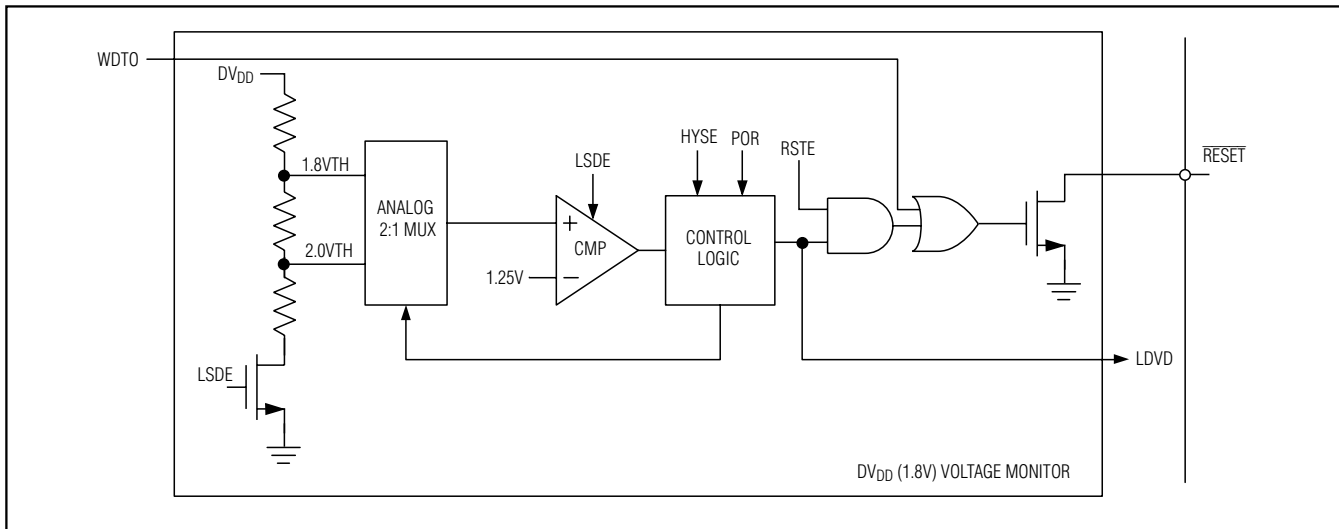 WDTO
DVDD
1.8VTH
2.0VTH
LSDE
ANALOG
2:1 MUX
LSDE
+
CMP
1.25V
−
HYSE
POR
CONTROL
LOGIC
RSTE
RESET
LDVD
DVDD (1.8V) VOLTAGE MONITOR